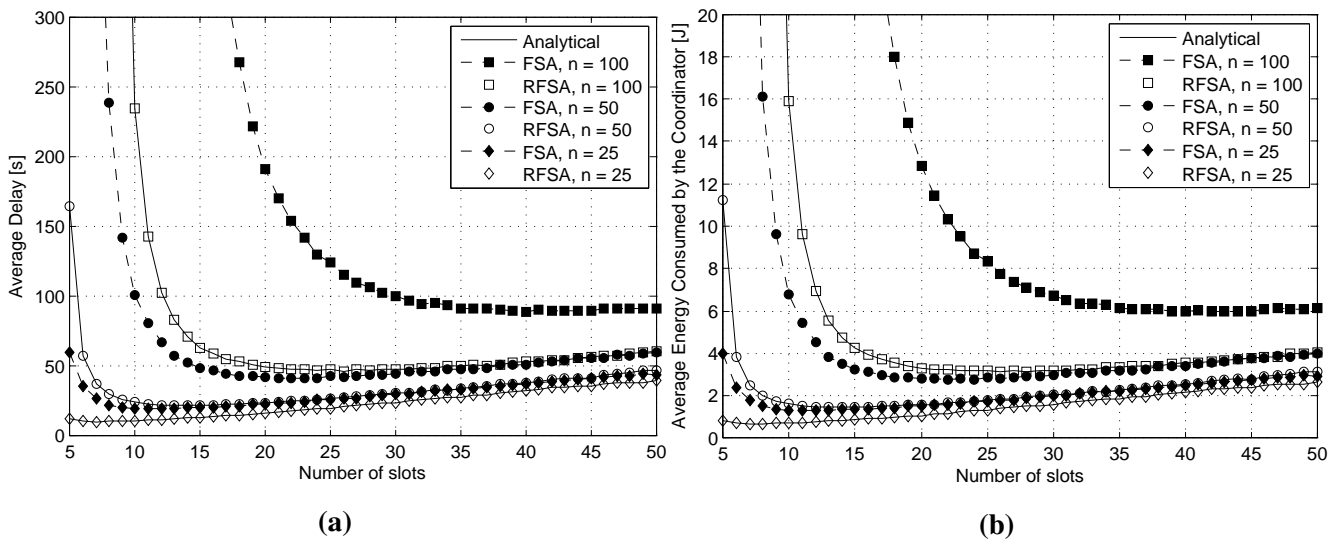 Average Delay [s]
300
250
200
150
100
50
0
5 10 15 20 25 30 35 40 45 50
Number of slots
Analytical
FSA, n = 100
RFSA, n = 100
FSA, n = 50
RFSA, n = 50
FSA, n = 25
RFSA, n = 25
(a)
Average Energy Consumed by the Coordinator [J]
20
18
16
14
12
10
8
6
4
2
0
5 10 15 20 25 30 35 40 45 50
Number of slots
Analytical
FSA, n = 100
RFSA, n = 100
FSA, n = 50
RFSA, n = 50
FSA, n = 25
RFSA, n = 25
(b)